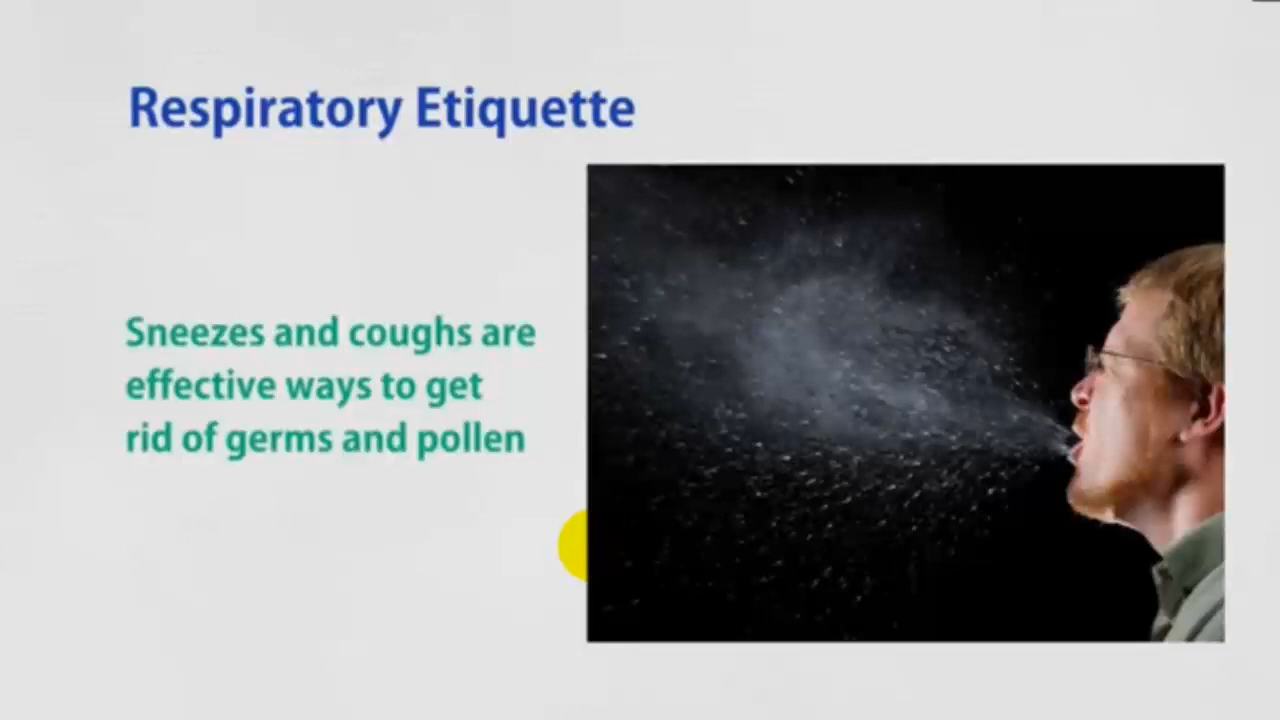 Respiratory Etiquette
Sneezes and coughs are
effective ways to get
rid of germs and pollen